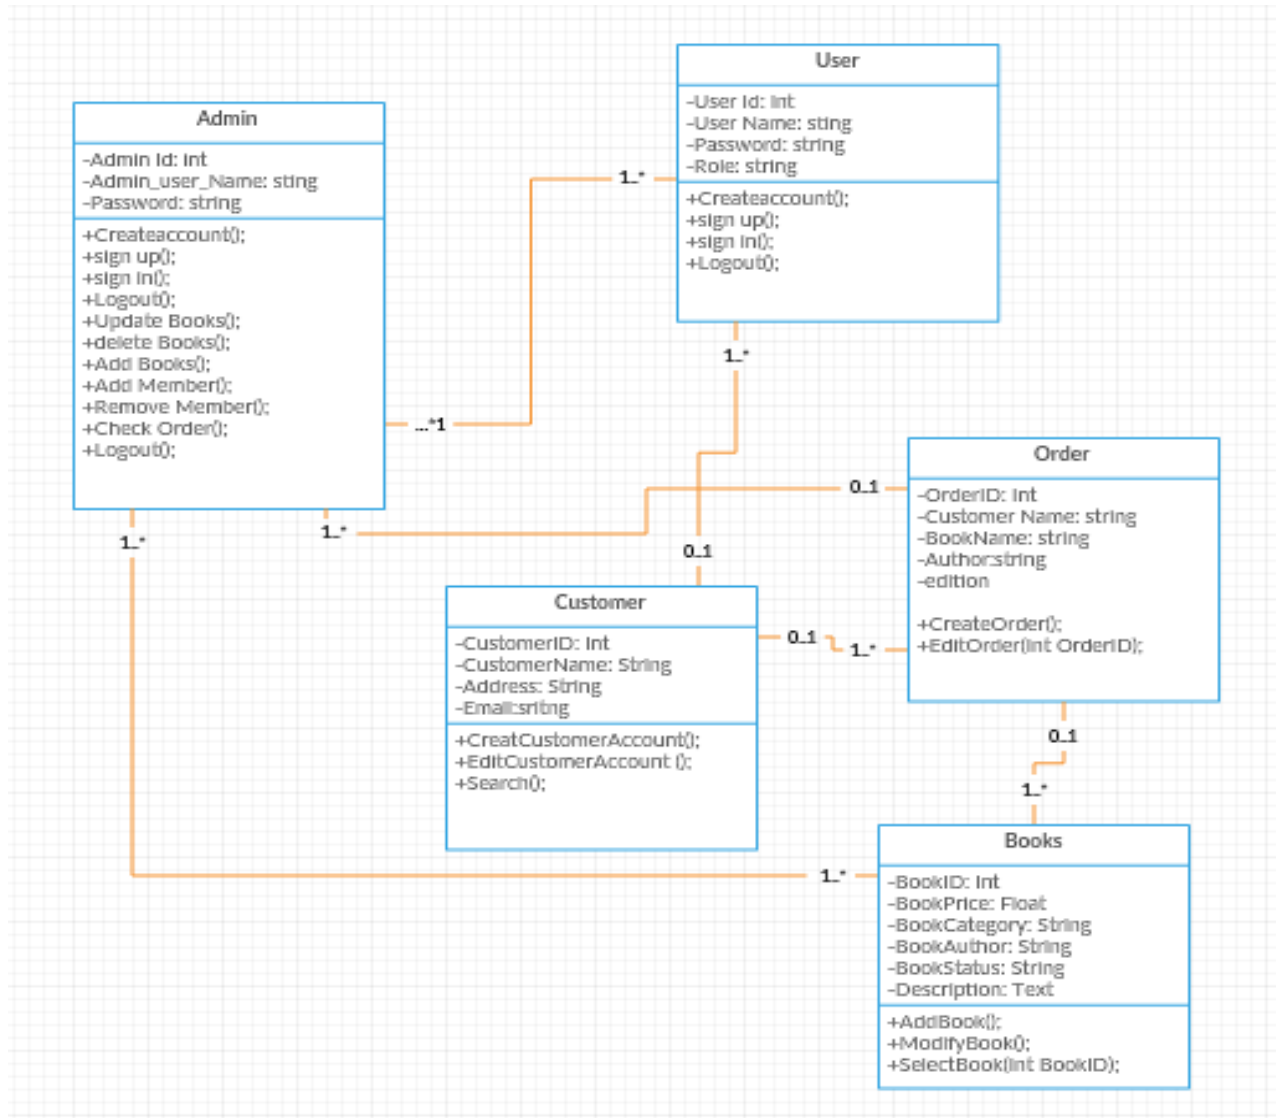 User
-User Id: Int
-User Name: sting
-Password: string
-Role: string
+Createaccount();
+sign up();
+sign in();
+Logout();
Admin
-Admin Id: int
-Admin_user_Name: sting
-Password: string
+Createaccount();
+sign up();
+sign in();
+Logout();
+Update Books();
+delete Books();
+Add Books();
+Add Member();
+Remove Member();
+Check Order();
+Logout();
1..*
...*1
1..*
0..1
1..*
0..1
1..*
Order
-OrderID: Int
-Customer Name: string
-BookName: string
-Author:string
-edition
+CreateOrder();
+EditOrder(int OrderID);
Customer
-CustomerID: Int
-CustomerName: String
-Address: String
-Email:sritng
+CreatCustomerAccount();
+EditCustomerAccount ();
+Search();
0..1
1..*
0..1
1..*
1..*
Books
-BookID: Int
-BookPrice: Float
-BookCategory: String
-BookAuthor: String
-BookStatus: String
-Description: Text
+AddBook();
+ModifyBook();
+SelectBook(int BookID);